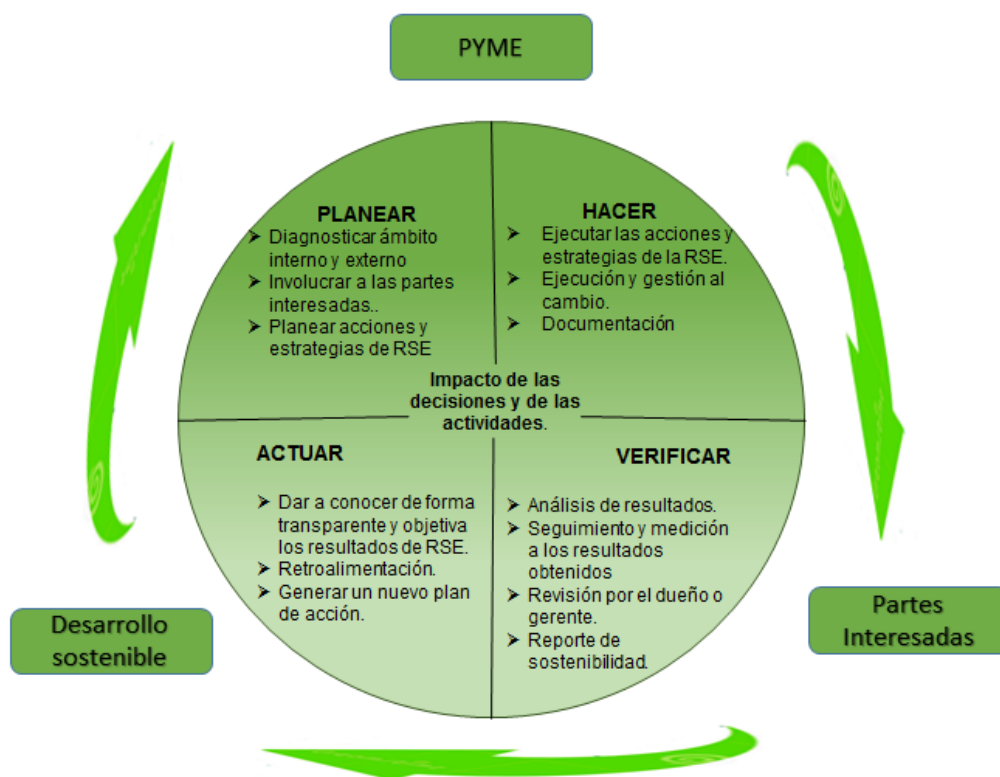 PYME
PLANEAR
➢ Diagnosticar ámbito
interno y externo
➢ Involucrar a las partes
interesadas..
➢ Planear acciones y
estrategias de RSE
HACER
➢ Ejecutar las acciones y
estrategias de la RSE.
➢ Ejecución y gestión al
cambio.
➢ Documentación
Impacto de las
decisiones y de las
actividades.
ACTUAR
➢ Dar a conocer de forma
transparente y objetiva
los resultados de RSE.
➢ Retroalimentación.
➢ Generar un nuevo plan
de acción.
VERIFICAR
➢ Análisis de resultados.
➢ Seguimiento y medición
a los resultados
obtenidos
➢ Revisión por el dueño o
gerente.
➢ Reporte de
sostenibilidad.
Desarrollo
sostenible
Partes
Interesadas